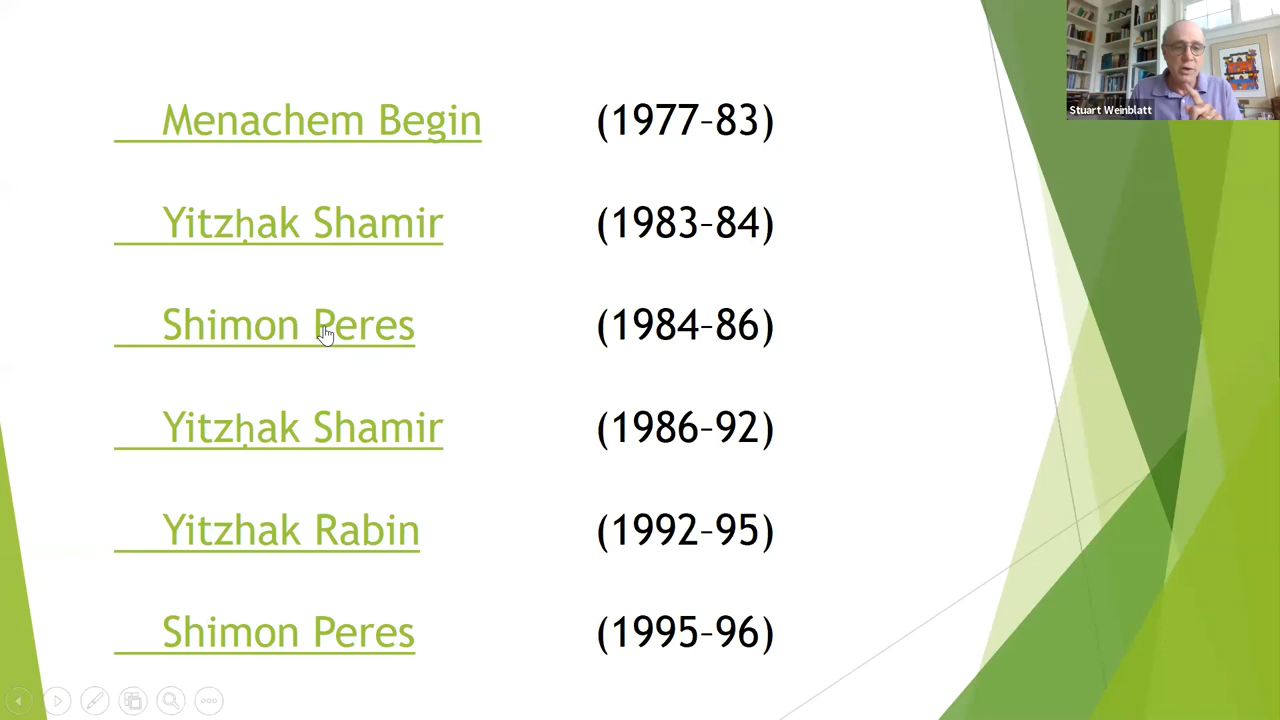 Menachem Begin (1977–83)
Yitzḥak Shamir (1983–84)
Shimon Peres (1984–86)
Yitzḥak Shamir (1986–92)
Yitzhak Rabin (1992–95)
Shimon Peres (1995–96)
Stuart Weinblatt